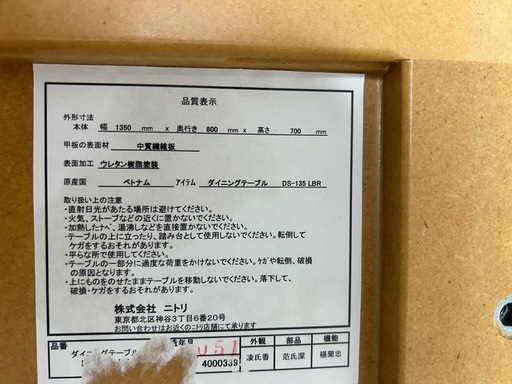 品質表示
外形寸法
本体 幅 1350 mm x 奥行き 800 mm x 高さ 700 mm
甲板の表面材 中質繊維板
表面加工 ウレタン樹脂塗装
原産国 ベトナム アイテム ダイニングテーブル DS-135 LBR
取り扱い上の注意
・直射日光があたる場所は避けてください。
・火気、ストーブなどの近くに置かないでください。
・加熱したナベ、湯沸しなどを直接置かないでください。
・テーブルの上に立ったり、踏み台として使用しないでください。転倒して
ケガをするおそれがあります。
・平らな所で使用してください。
・テーブルの一部分に過度な荷重をかけないでください。ケガや転倒、破損
の原因となります。
・上にものをのせたままテーブルを移動しないでください。落下して、
破損・ケガをするおそれがあります。
株式会社 ニトリ
東京都北区神谷3丁目6番20号
お問い合わせはお近くのニトリ店舗にて承ります。
品番 年月 外観 部品 機能
ダイニングテーブル 凌氏香 范氏深 楊蘭忠
4000339